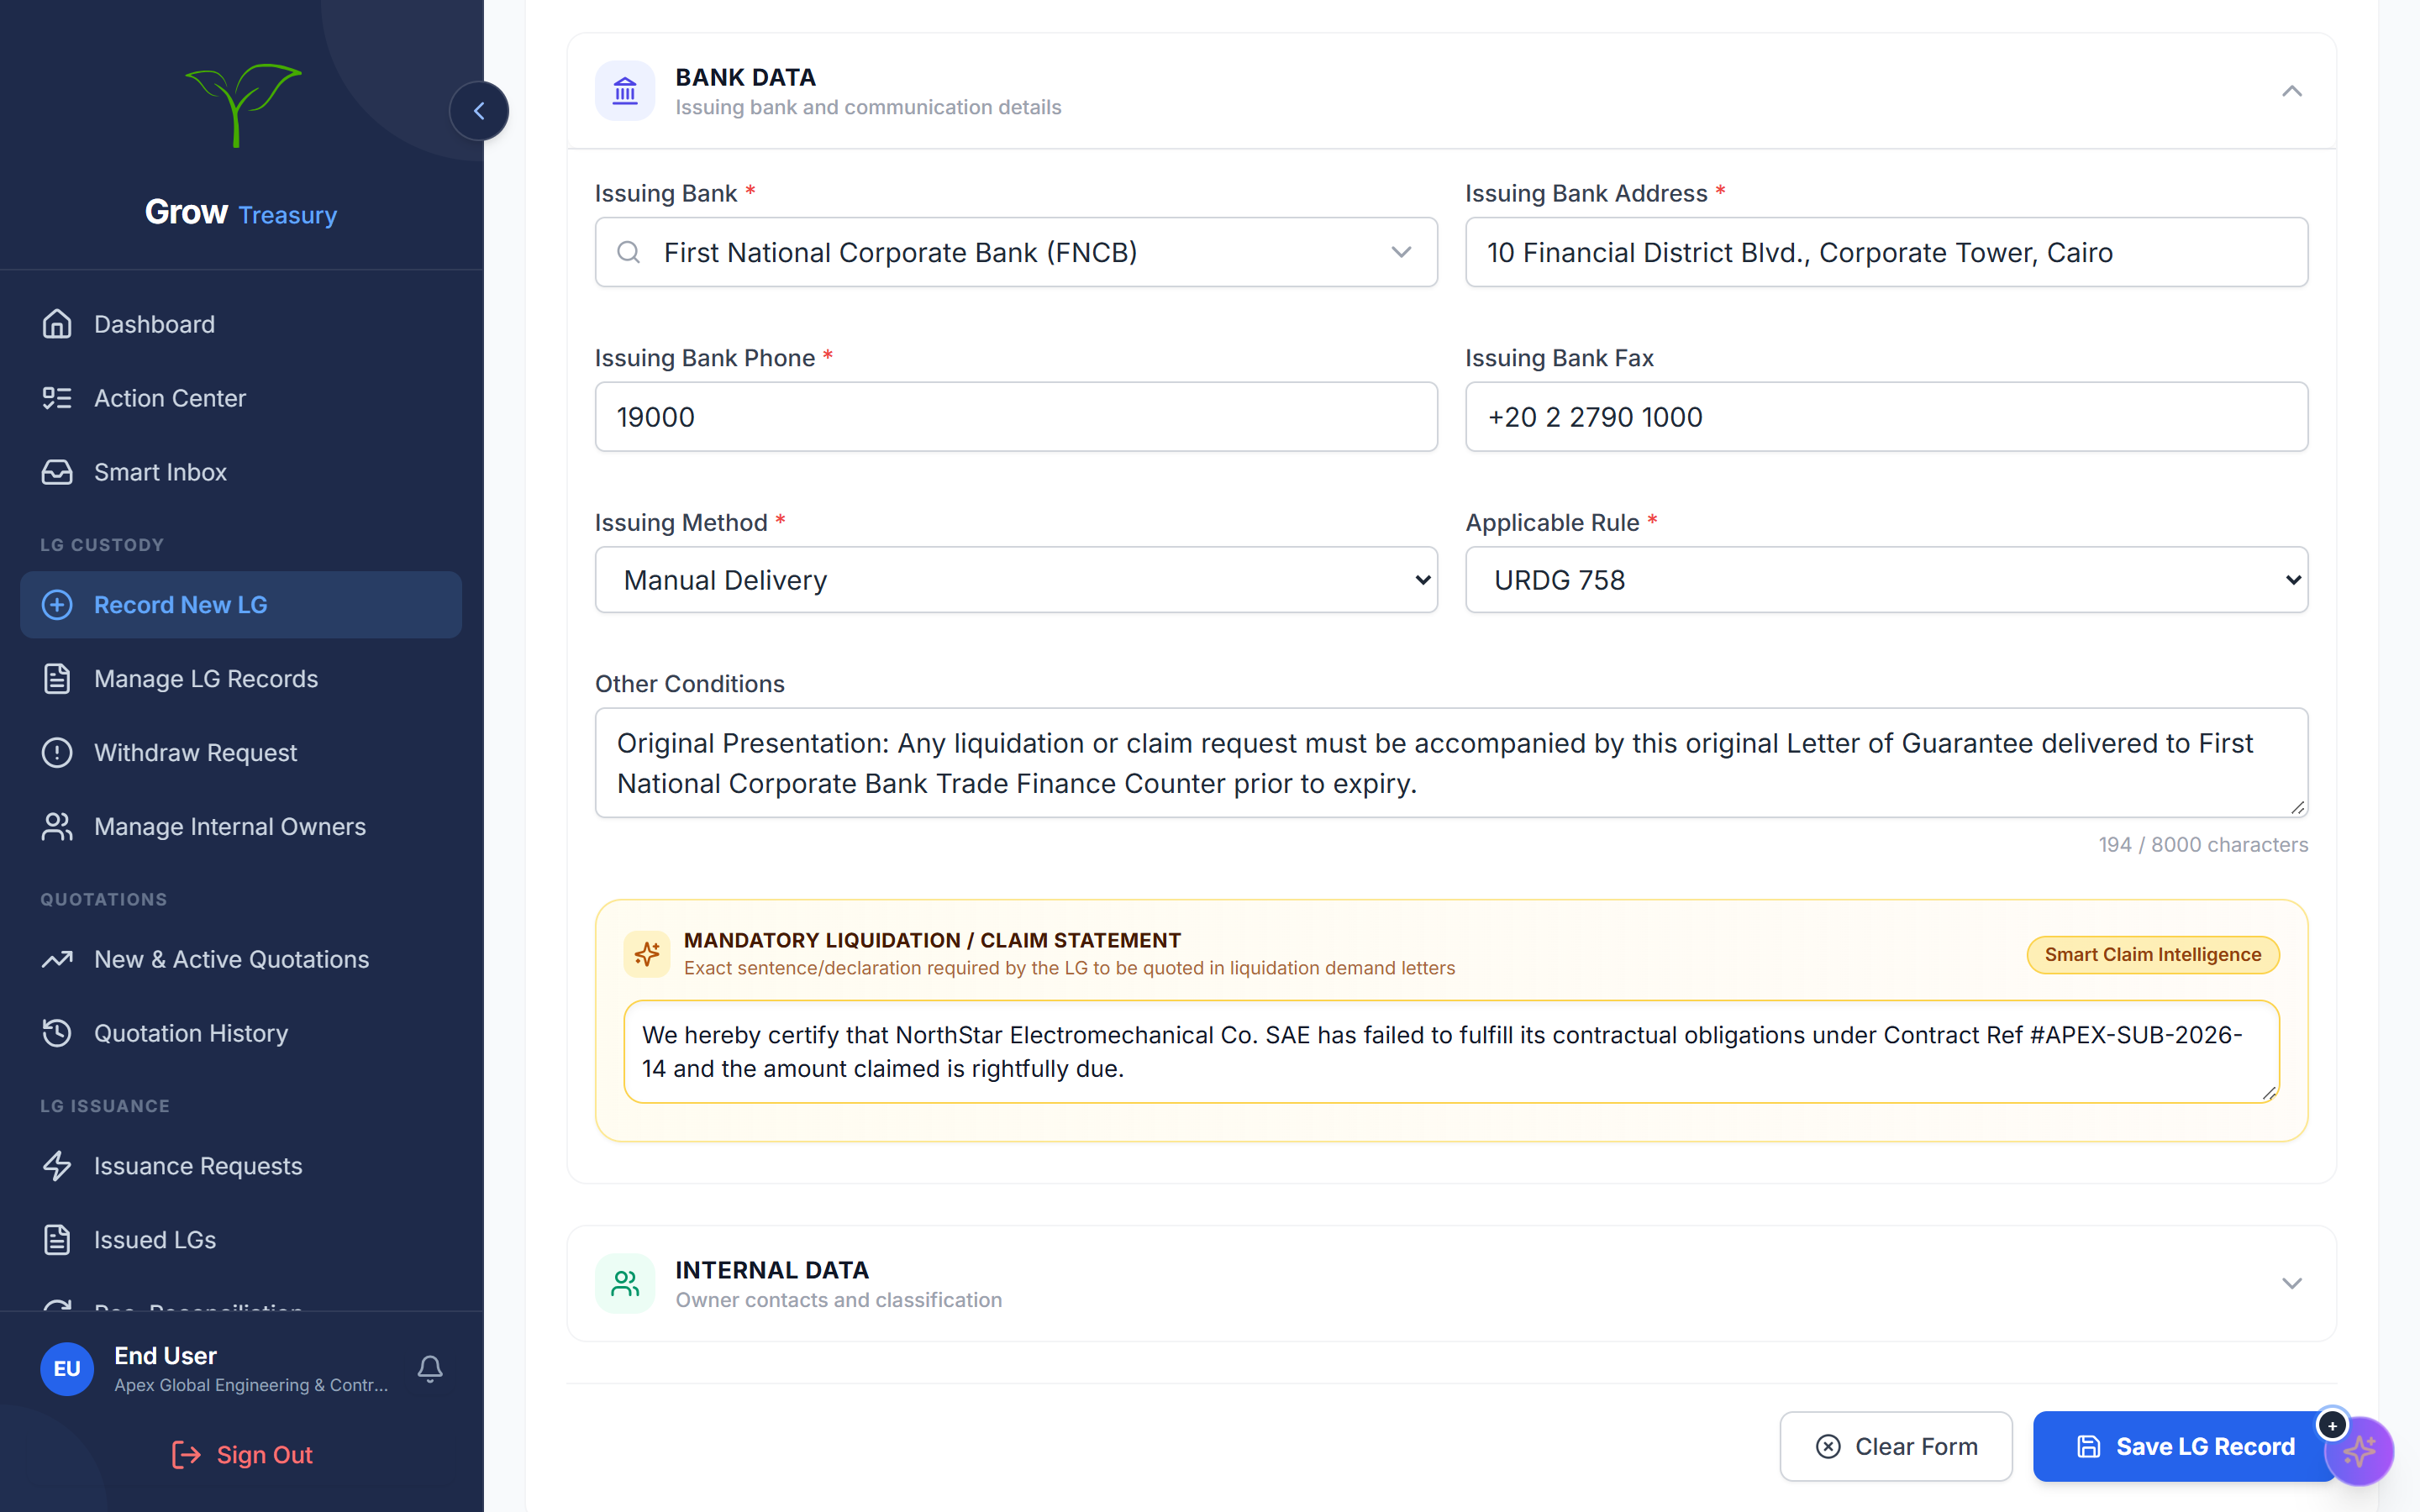 Grow Treasury
Dashboard
Action Center
Smart Inbox
LG CUSTODY
Record New LG
Manage LG Records
Withdraw Request
Manage Internal Owners
QUOTATIONS
New & Active Quotations
Quotation History
LG ISSUANCE
Issuance Requests
Issued LGs
EU
End User
Apex Global Engineering & Contr...
Sign Out
BANK DATA
Issuing bank and communication details
Issuing Bank *
First National Corporate Bank (FNCB)
Issuing Bank Address *
10 Financial District Blvd., Corporate Tower, Cairo
Issuing Bank Phone *
19000
Issuing Bank Fax
+20 2 2790 1000
Issuing Method *
Manual Delivery
Applicable Rule *
URDG 758
Other Conditions
Original Presentation: Any liquidation or claim request must be accompanied by this original Letter of Guarantee delivered to First
National Corporate Bank Trade Finance Counter prior to expiry.
194 / 8000 characters
MANDATORY LIQUIDATION / CLAIM STATEMENT
Exact sentence/declaration required by the LG to be quoted in liquidation demand letters
Smart Claim Intelligence
We hereby certify that NorthStar Electromechanical Co. SAE has failed to fulfill its contractual obligations under Contract Ref #APEX-SUB-2026-
14 and the amount claimed is rightfully due.
INTERNAL DATA
Owner contacts and classification
Clear Form
Save LG Record